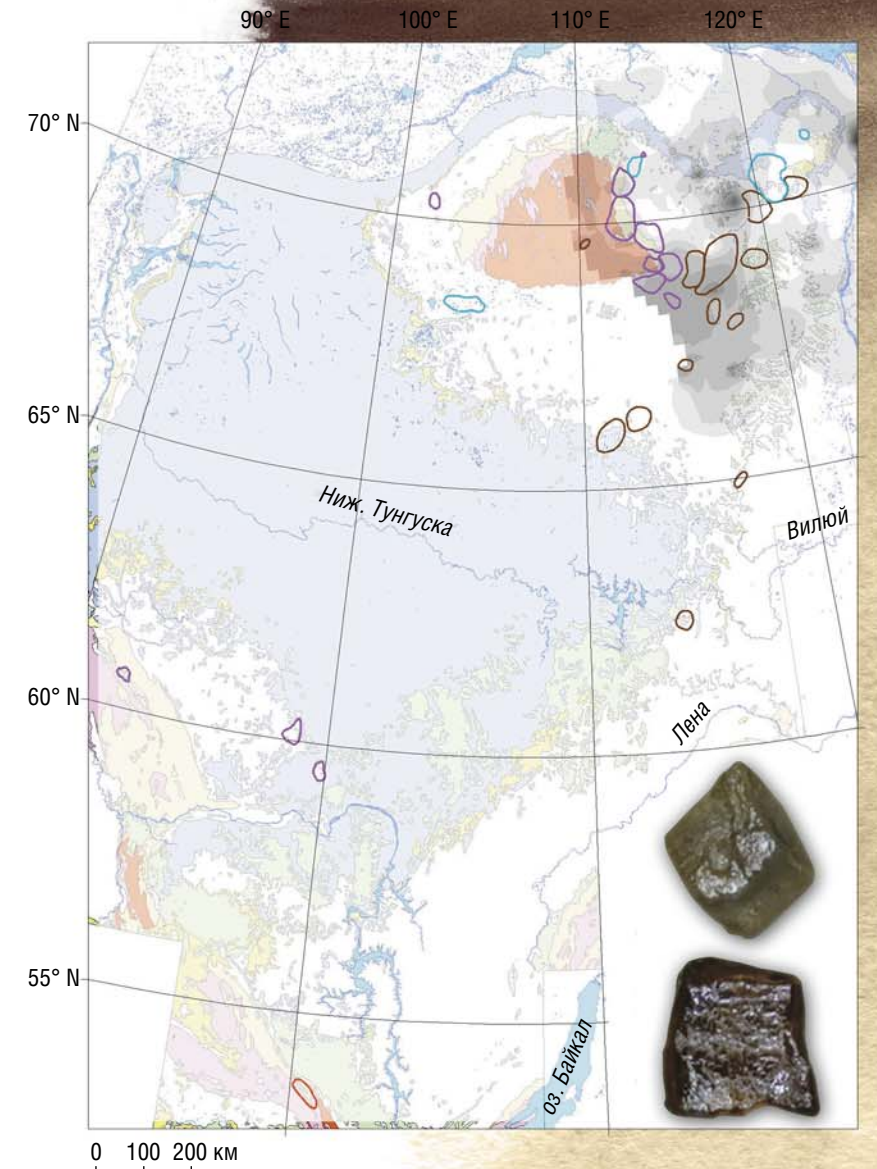 90° E 100° E 110° E 120° E
70° N
65° N
Ниж. Тунгуска
Вилюй
60° N
Лена
55° N
оз. Байкал
0 100 200 км